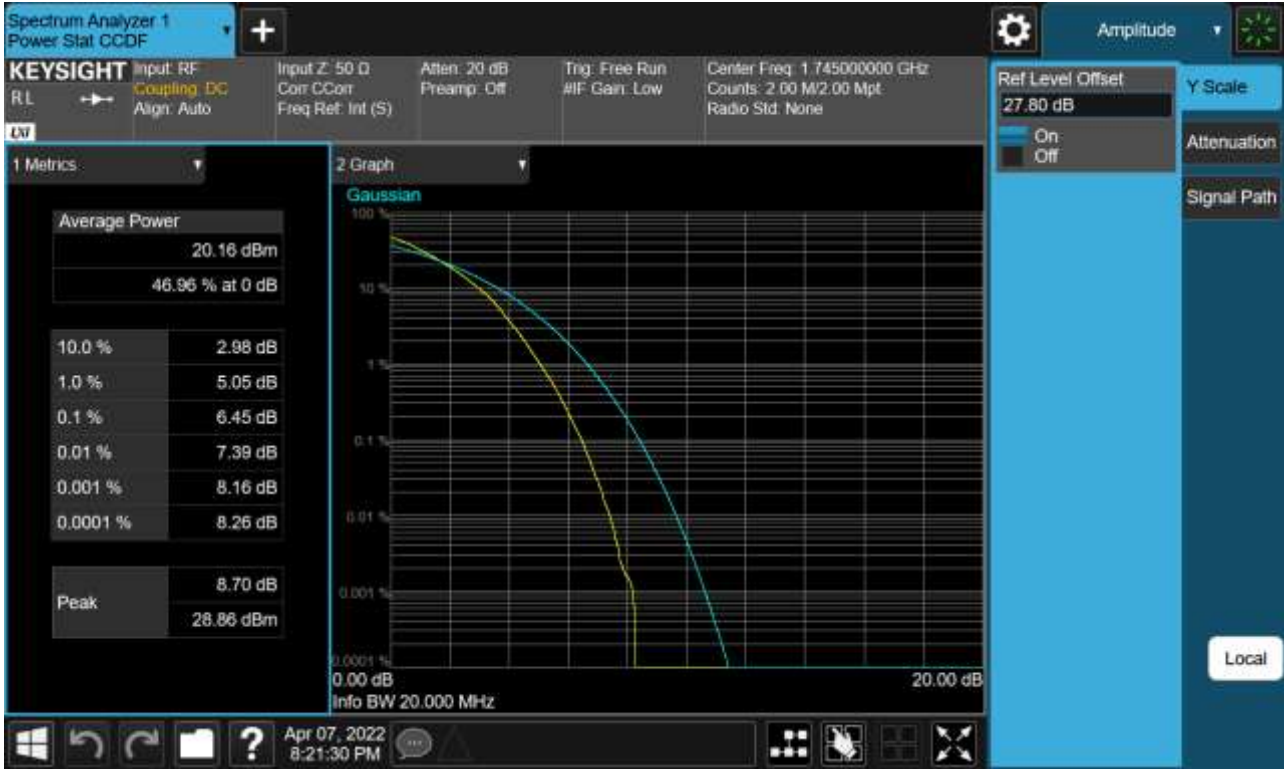 Spectrum Analyzer 1
Power Stat CCDF
Amplitude
KEYSIGHT
RL
LXI
Input: RF
Coupling: DC
Align: Auto
Input Z: 50 Ω
Corr CCorr
Freq Ref: Int (S)
Atten: 20 dB
Preamp: Off
Trig: Free Run
#IF Gain: Low
Center Freq: 1.745000000 GHz
Counts: 2.00 M/2.00 Mpt
Radio Std: None
Ref Level Offset
27.80 dB
On
Off
Y Scale
Attenuation
Signal Path
Local
1 Metrics
Average Power
20.16 dBm
46.96 % at 0 dB
10.0 % 2.98 dB
1.0 % 5.05 dB
0.1 % 6.45 dB
0.01 % 7.39 dB
0.001 % 8.16 dB
0.0001 % 8.26 dB
Peak
8.70 dB
28.86 dBm
2 Graph
Gaussian
100 %
10 %
1 %
0.1 %
0.01 %
0.001 %
0.0001 %
0.00 dB 20.00 dB
Info BW 20.000 MHz
Apr 07, 2022
8:21:30 PM